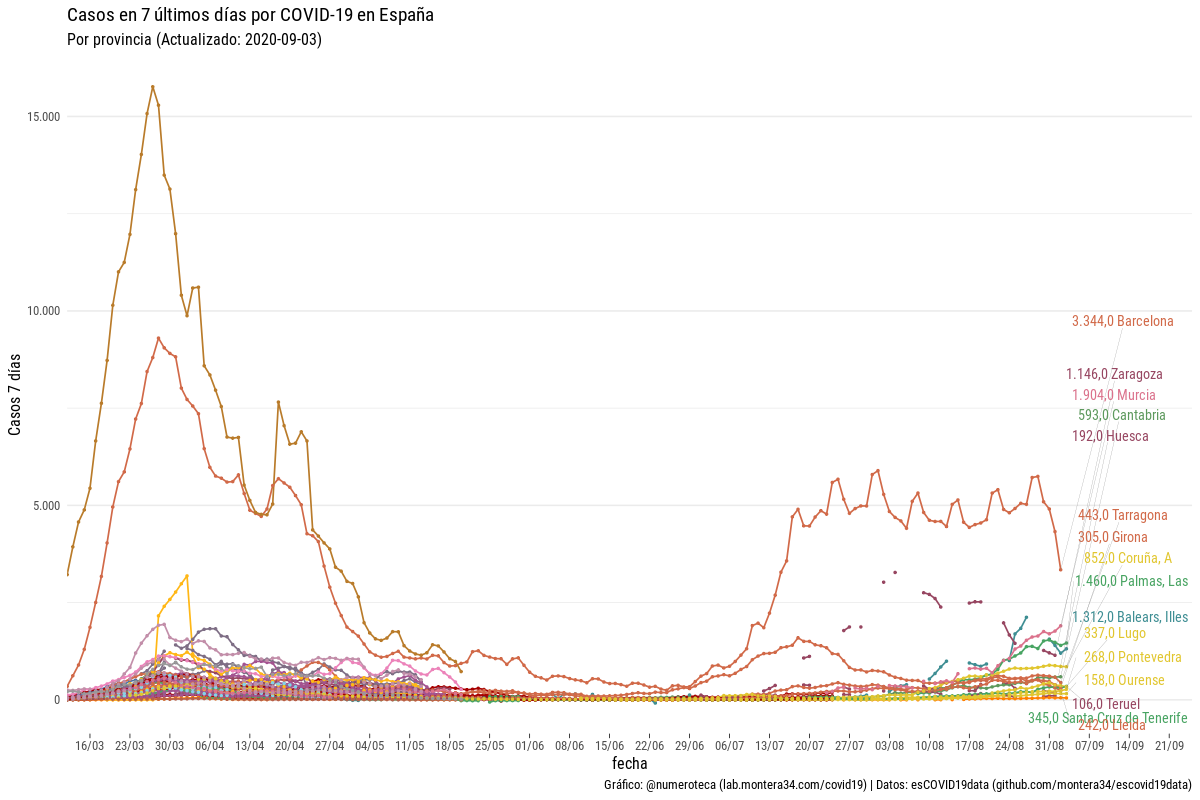 Casos en 7 últimos días por COVID-19 en España
Por provincia (Actualizado: 2020-09-03)
Casos 7 días
15.000
10.000
5.000
0
3.344,0 Barcelona
1.146,0 Zaragoza
1.904,0 Murcia
593,0 Cantabria
192,0 Huesca
443,0 Tarragona
305,0 Girona
852,0 Coruña, A
1.460,0 Palmas, Las
1.312,0 Balears, Illes
337,0 Lugo
268,0 Pontevedra
158,0 Ourense
106,0 Teruel
345,0 Santa Cruz de Tenerife
242,0 Lleida
16/03 23/03 30/03 06/04 13/04 20/04 27/04 04/05 11/05 18/05 25/05 01/06 08/06 15/06 22/06 29/06 06/07 13/07 20/07 27/07 03/08 10/08 17/08 24/08 31/08 07/09 14/09 21/09
fecha
Gráfico: @numeroteca (lab.montera34.com/covid19) | Datos: esCOVID19data (github.com/montera34/escovid19data)